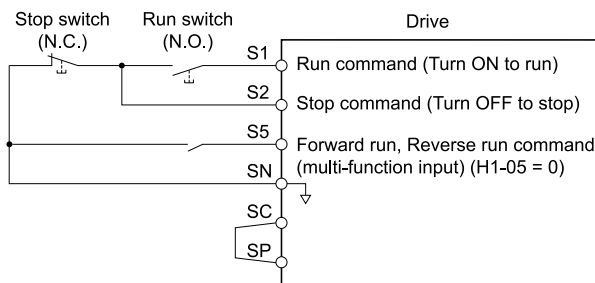 Stop switch
(N.C.)
Run switch
(N.O.)
Drive
S1
Run command (Turn ON to run)
S2
Stop command (Turn OFF to stop)
S5
Forward run, Reverse run command
(multi-function input) (H1-05 = 0)
SN
SC
SP